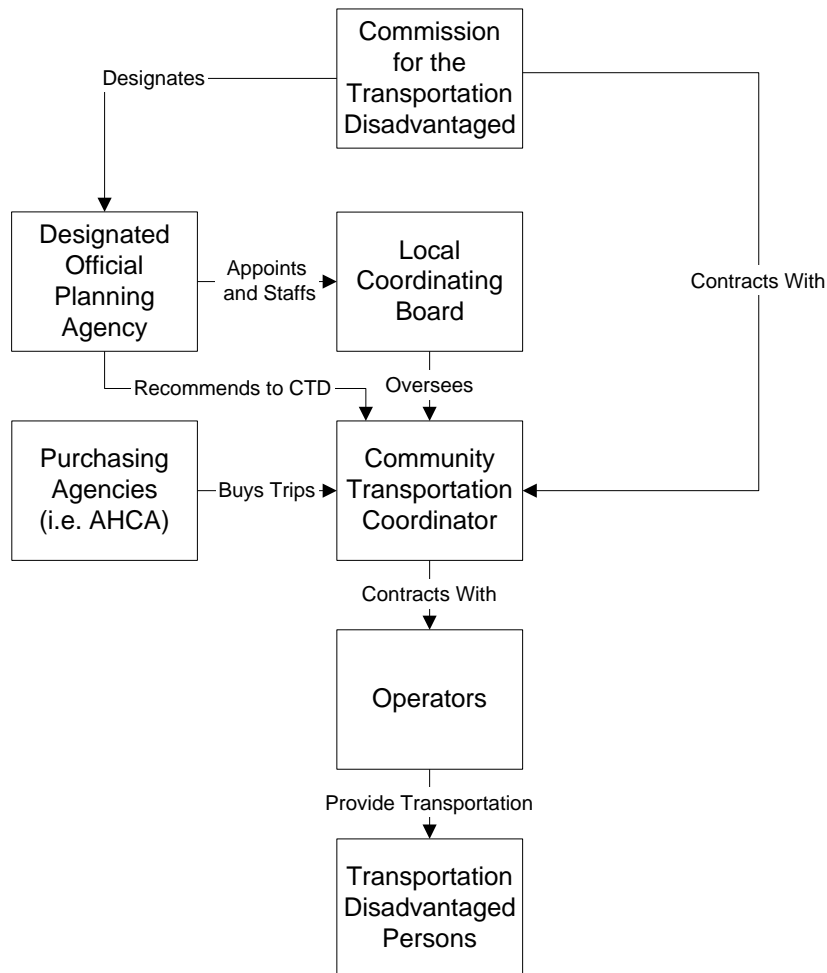 Commission
for the
Transportation
Disadvantaged
Designates
Contracts With
Designated
Official
Planning
Agency
Appoints
and Staffs
Local
Coordinating
Board
Recommends to CTD
Oversees
Purchasing
Agencies
(i.e. AHCA)
Buys Trips
Community
Transportation
Coordinator
Contracts With
Operators
Provide Transportation
Transportation
Disadvantaged
Persons